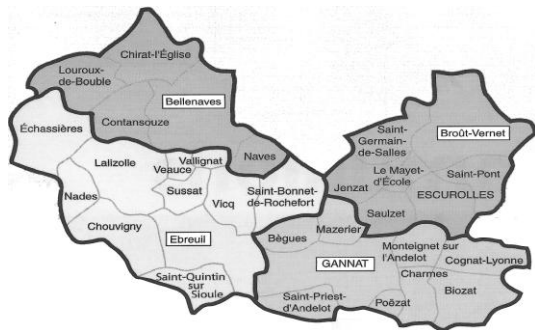 Chirat-l'Église
Louroux-
de-Bouble
Bellenaves
Contansouze
Échassières
Naves
Lalizolle
Vallignat
Veauce
Sussat
Saint-Bonnet-
de-Rochefort
Nades
Vicq
Chouvigny
Ebreuil
Saint-Quintin
sur
Sioule
Saint-
Germain-
de-Salles
Broût-Vernet
Le Mayet-
d'École
Saint-Pont
Jenzat
ESCUROLLES
Saulzet
Bègues
Mazerier
GANNAT
Monteignet sur
l'Andelot
Cognat-Lyonne
Charmes
Biozat
Saint-Priest-
d'Andelot
Poëzat